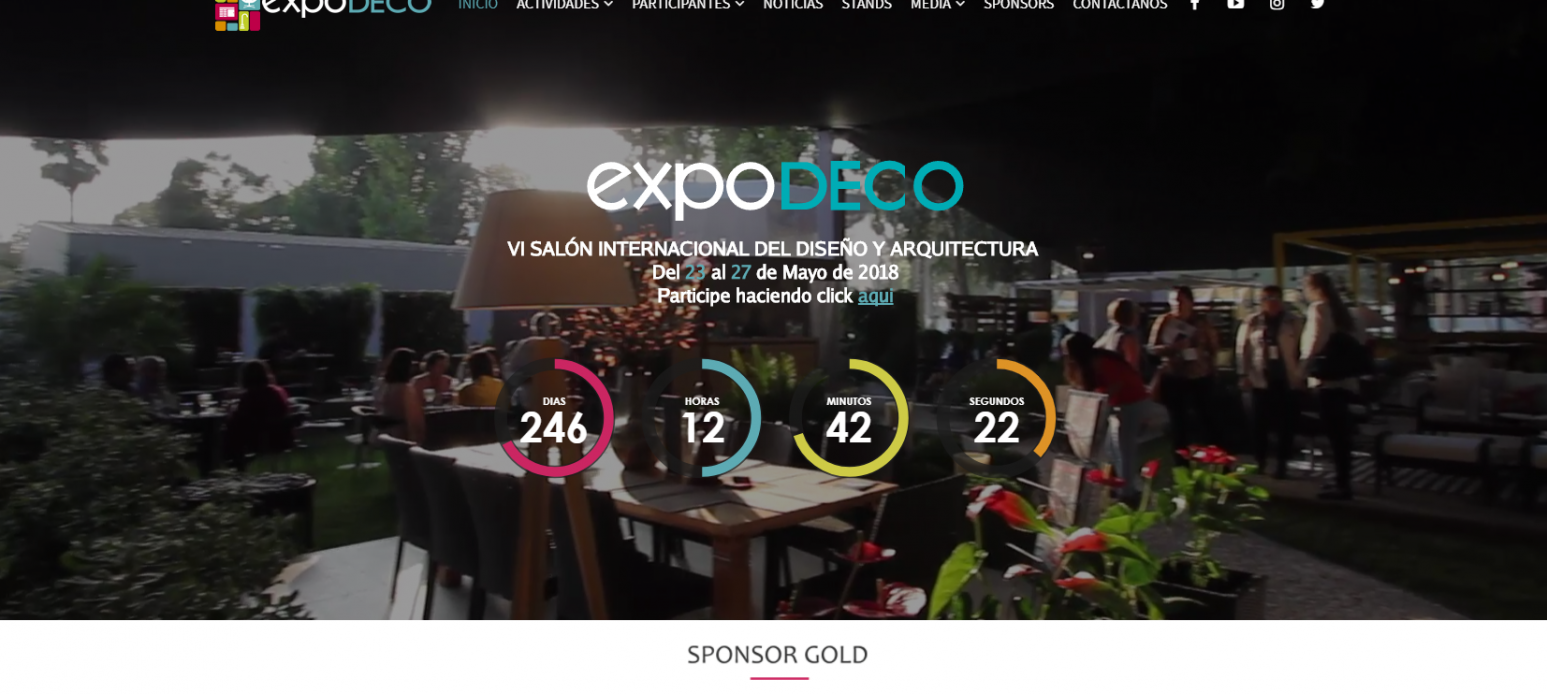 expoDECO INICIO ACTIVIDADES PARTICIPANTES NOTICIAS STANDS MEDIA SPONSORS CONTACTANOS
expoDECO
VI SALÓN INTERNACIONAL DEL DISEÑO Y ARQUITECTURA
Del 23 al 27 de Mayo de 2018
Participe haciendo click aqui
DIAS HORAS MINUTOS SEGUNDOS
246 12 42 22
SPONSOR GOLD